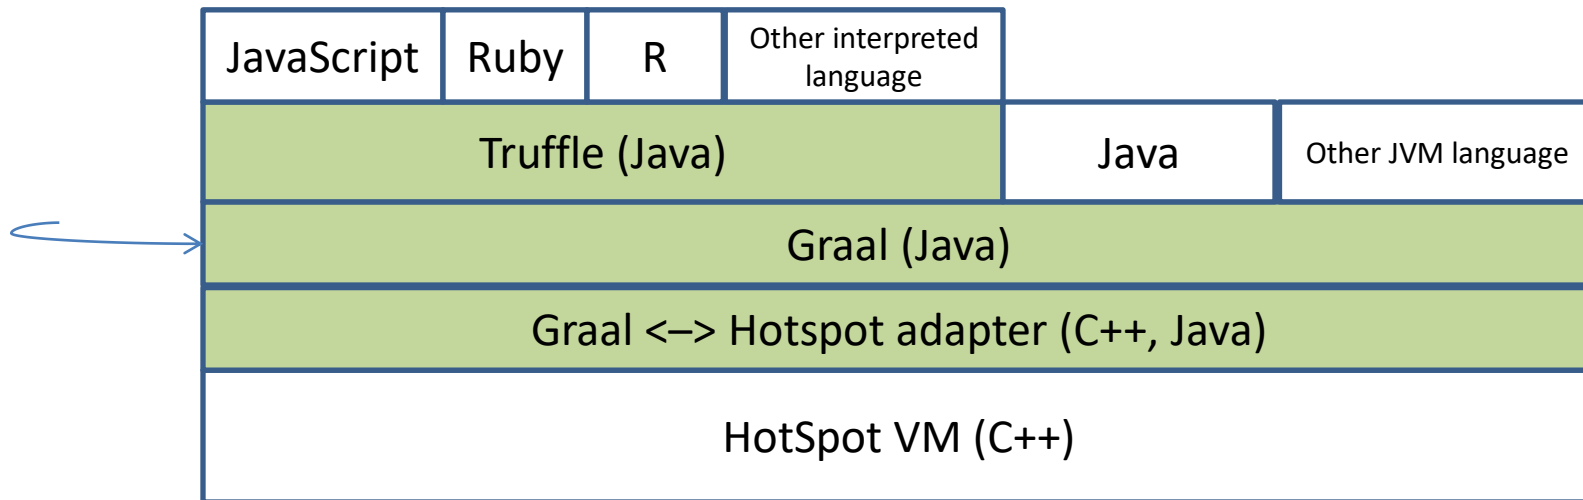 JavaScript
Ruby
R
Other interpreted
language
Truffle (Java)
Java
Other JVM language
Graal (Java)
Graal <–> Hotspot adapter (C++, Java)
HotSpot VM (C++)